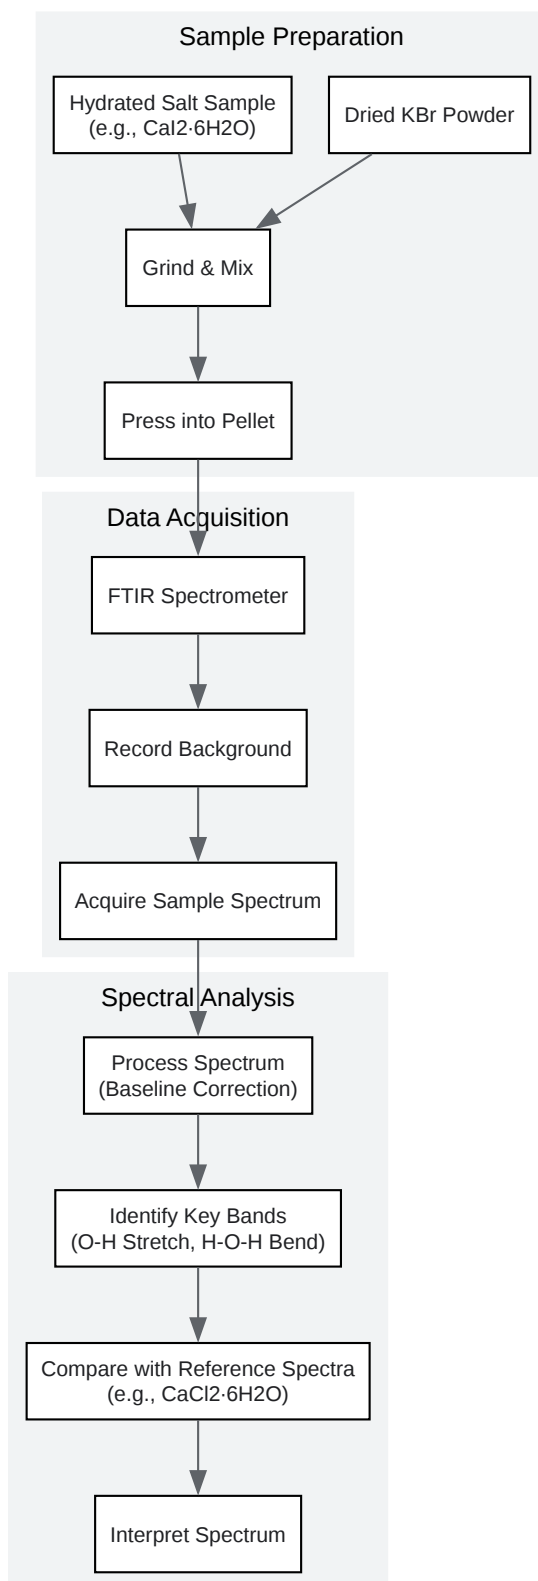 Sample Preparation
Hydrated Salt Sample
(e.g., CaI2·6H2O)
Dried KBr Powder
Grind & Mix
Press into Pellet
Data Acquisition
FTIR Spectrometer
Record Background
Acquire Sample Spectrum
Spectral Analysis
Process Spectrum
(Baseline Correction)
Identify Key Bands
(O-H Stretch, H-O-H Bend)
Compare with Reference Spectra
(e.g., CaCl2·6H2O)
Interpret Spectrum